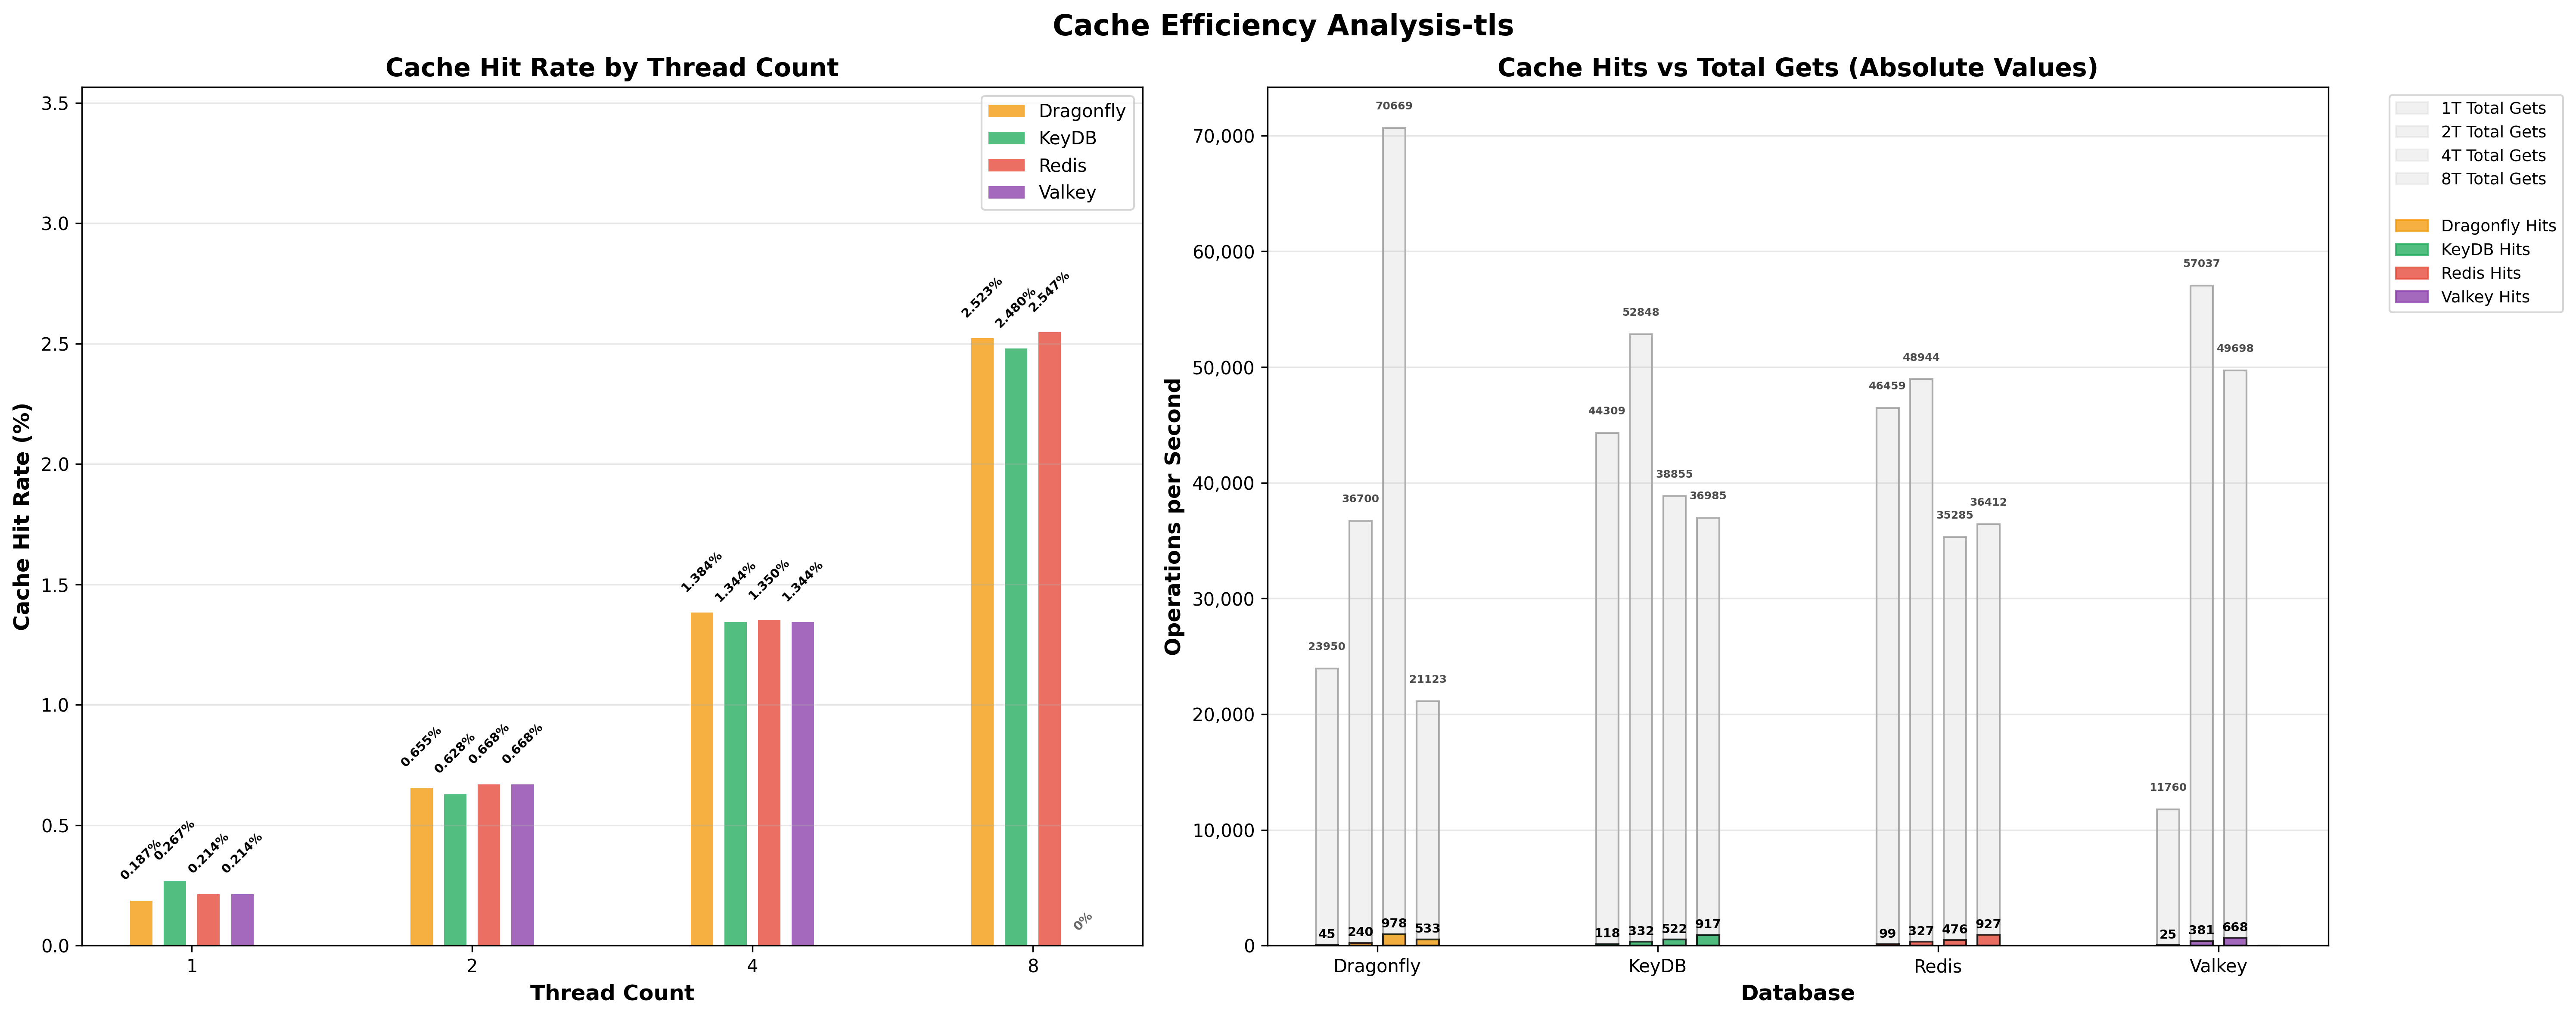 Cache Efficiency Analysis-tls
Cache Hit Rate by Thread Count
Cache Hit Rate (%)
3.5
3.0
2.5
2.0
1.5
1.0
0.5
0.0
Dragonfly
KeyDB
Redis
Valkey
0.187%
0.267%
0.214%
0.214%
0.655%
0.628%
0.668%
0.668%
1.384%
1.344%
1.350%
1.344%
2.523%
2.480%
2.547%
0%
1
2
4
8
Thread Count
Cache Hits vs Total Gets (Absolute Values)
Operations per Second
70,000
60,000
50,000
40,000
30,000
20,000
10,000
0
23950
36700
70669
21123
44309
52848
38855
36985
46459
48944
35285
36412
11760
57037
49698
45
240
978
533
118
332
522
917
99
327
476
927
25
381
668
Dragonfly
KeyDB
Redis
Valkey
Database
1T Total Gets
2T Total Gets
4T Total Gets
8T Total Gets
Dragonfly Hits
KeyDB Hits
Redis Hits
Valkey Hits